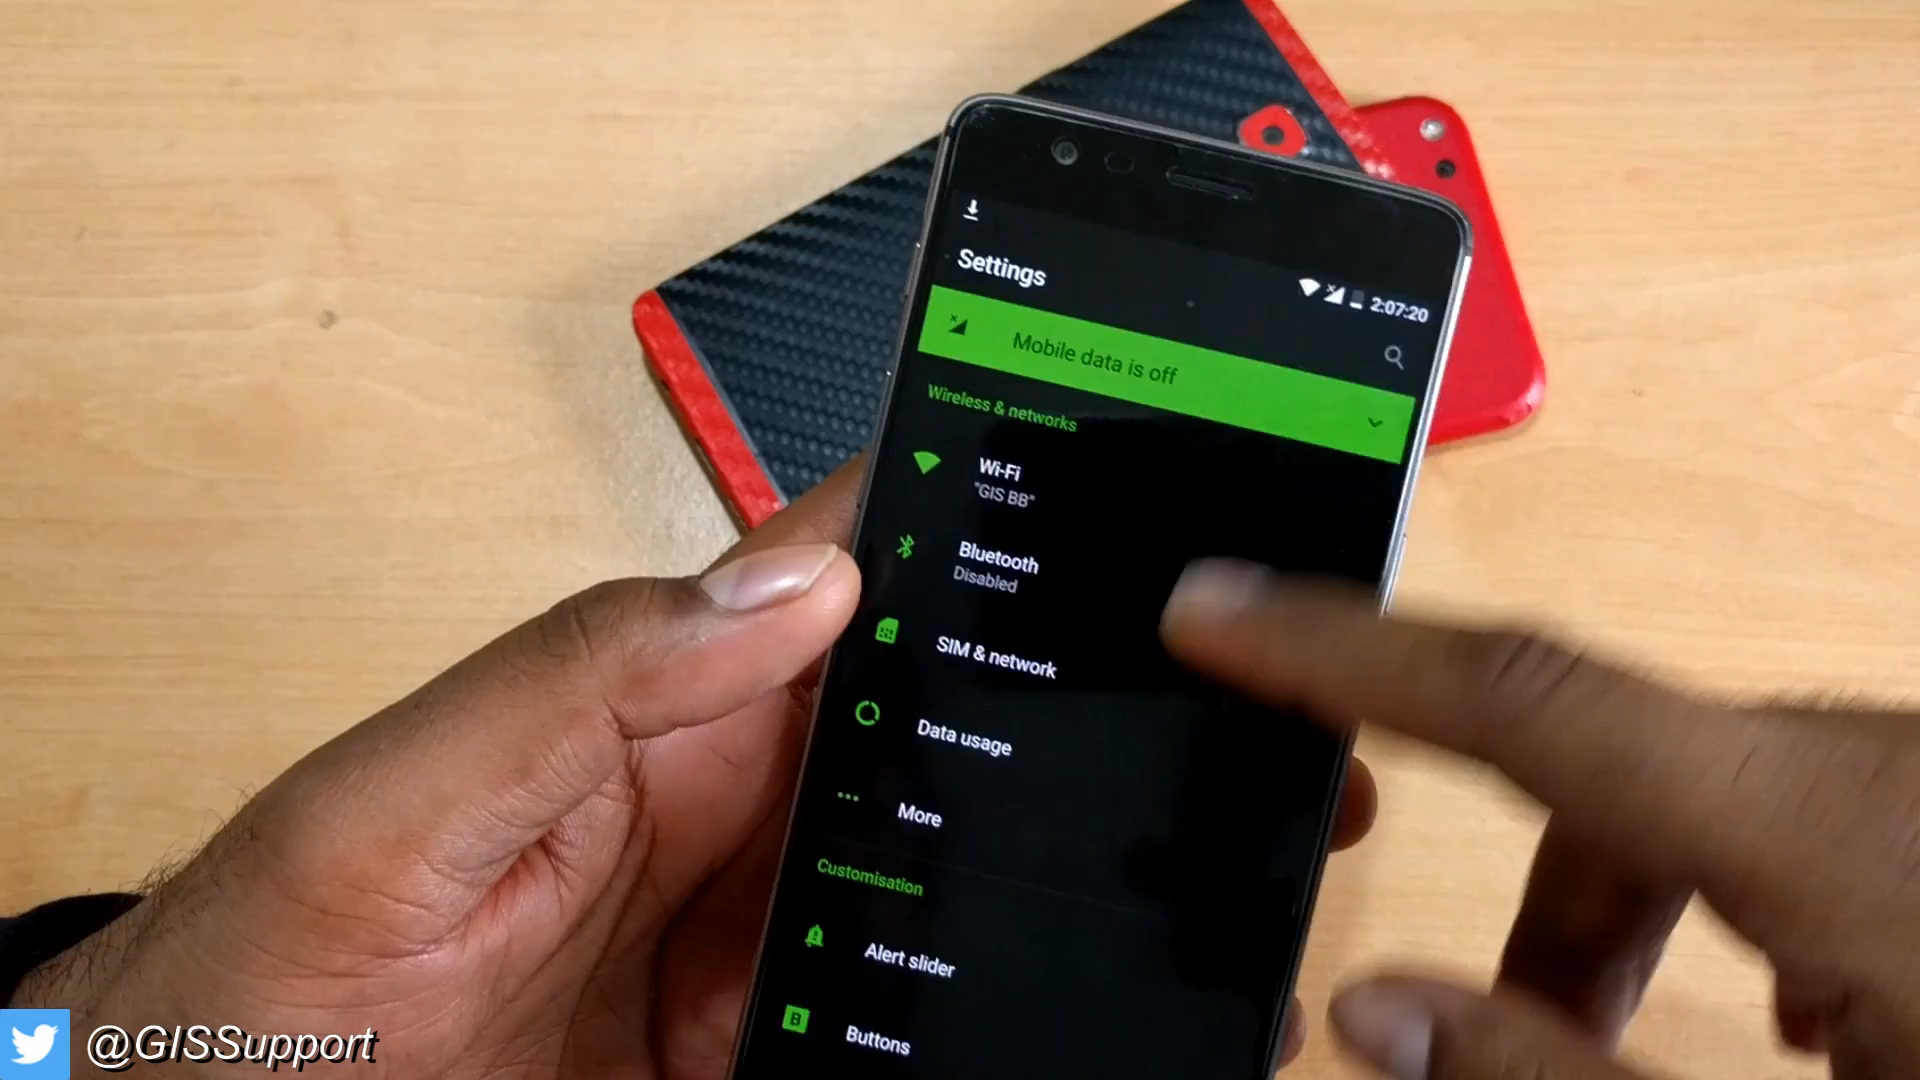 Settings
2:07:20
Mobile data is off
Wireless & networks
Wi-Fi
"GIS BB"
Bluetooth
Disabled
SIM & network
Data usage
More
Customisation
Alert slider
B
Buttons
@GISSupport